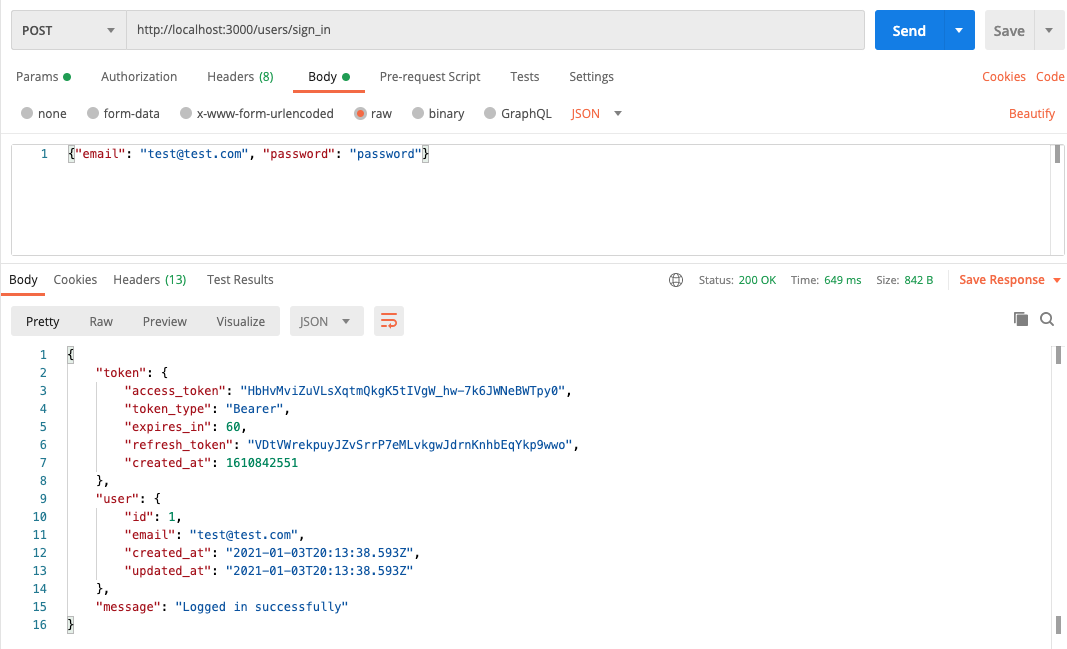 POST http://localhost:3000/users/sign_in Send Save
Params Authorization Headers (8) Body Pre-request Script Tests Settings Cookies Code
none form-data x-www-form-urlencoded raw binary GraphQL JSON Beautify
1 {"email": "test@test.com", "password": "password"}
Body Cookies Headers (13) Test Results Status: 200 OK Time: 649 ms Size: 842 B Save Response
Pretty Raw Preview Visualize JSON
1 {
2 "token": {
3 "access_token": "HbHvMviZuVLsXqtmQkgK5tIVgW_hw-7k6JWNeBWTpy0",
4 "token_type": "Bearer",
5 "expires_in": 60,
6 "refresh_token": "VDtVWrekpuyJZvSrrP7eMLvkgwJdrnKnhbEqYkp9wwo",
7 "created_at": 1610842551
8 },
9 "user": {
10 "id": 1,
11 "email": "test@test.com",
12 "created_at": "2021-01-03T20:13:38.593Z",
13 "updated_at": "2021-01-03T20:13:38.593Z"
14 },
15 "message": "Logged in successfully"
16 }